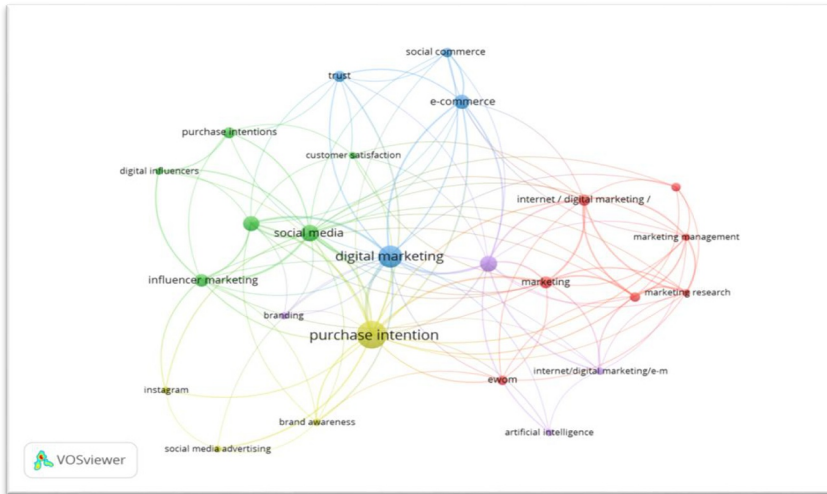 social commerce
trust
e-commerce
purchase intentions
customer satisfaction
digital influencers
internet / digital marketing /
social media
marketing management
digital marketing
influencer marketing
marketing
marketing research
branding
purchase intention
internet/digital marketing/e-m
ewom
instagram
brand awareness
artificial intelligence
social media advertising
VOSviewer